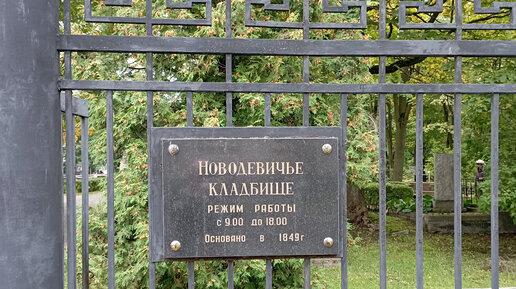 Новодевичье
кладбище
режим работы
с 9.00 до 18.00
Основано в 1849г